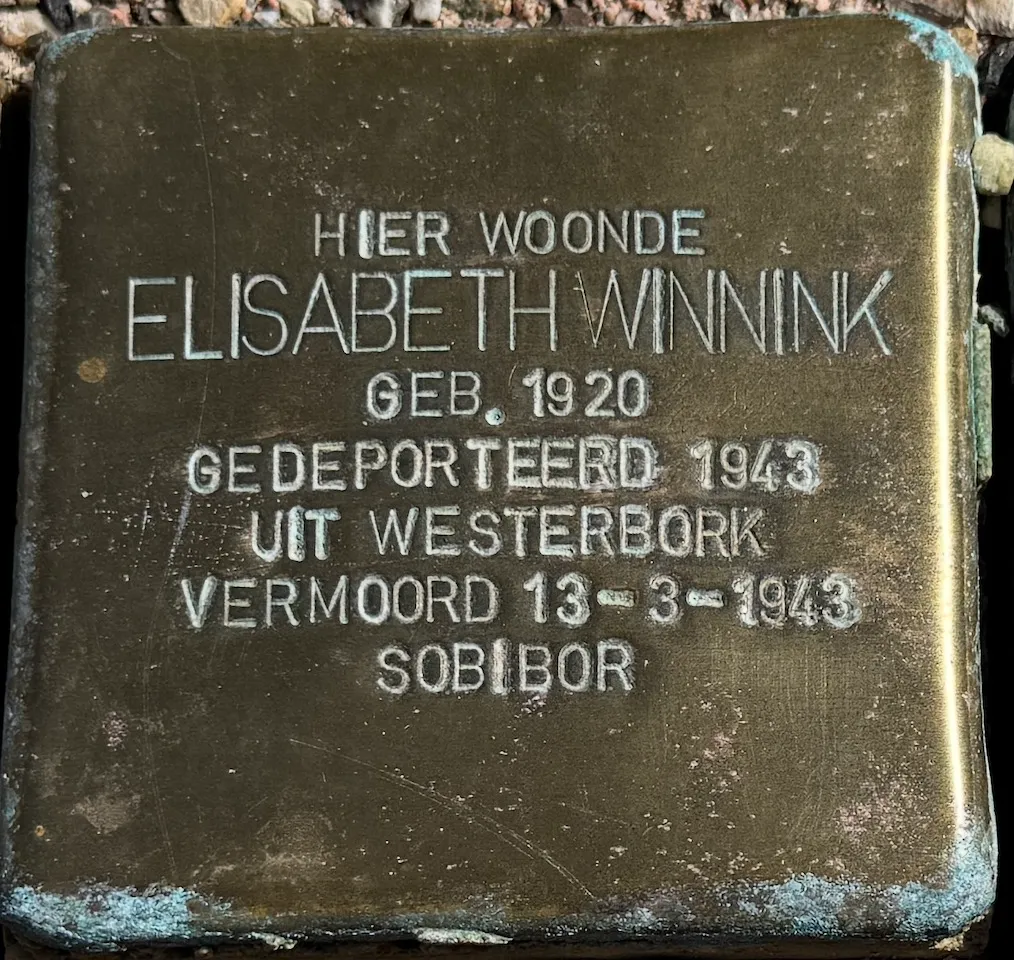 HIER WOONDE
ELISABETH WINNINK
GEB. 1920
GEDEPORTEERD 1943
UIT WESTERBORK
VERMOORD 13-3-1943
SOBIBOR